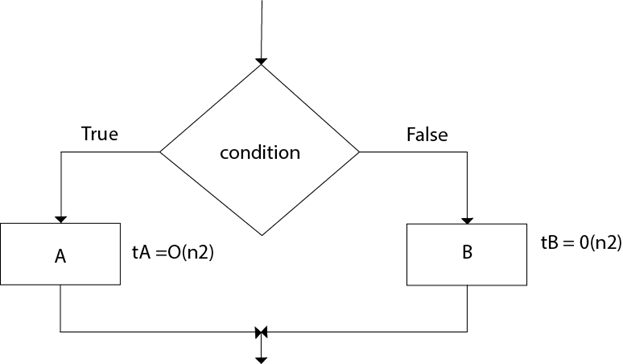 True
False
condition
A
tA =O(n2)
B
tB = 0(n2)